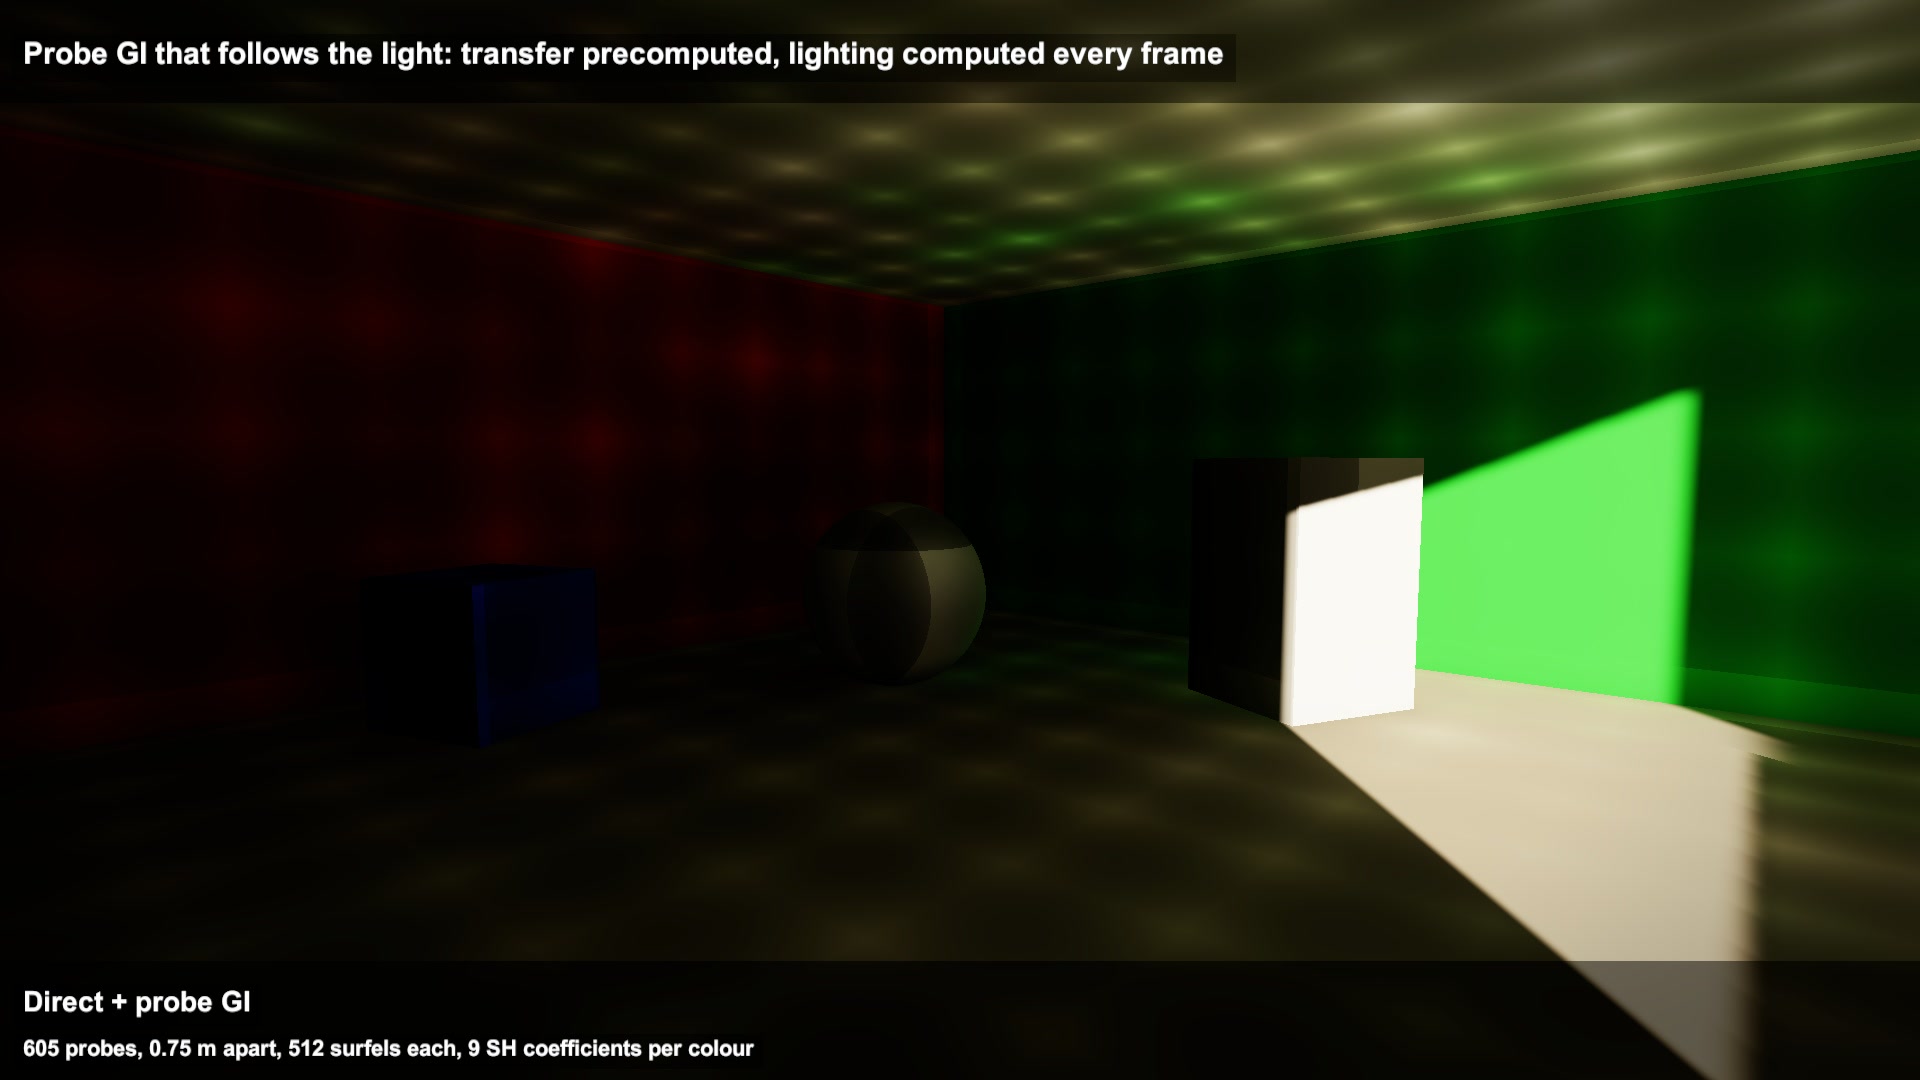 Probe GI that follows the light: transfer precomputed, lighting computed every frame
Direct + probe GI
605 probes, 0.75 m apart, 512 surfels each, 9 SH coefficients per colour